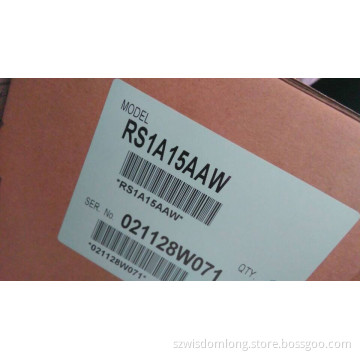 MODEL
RS1A15AAW
*RS1A15AAW*
SER. No.
021128W071
QTY.
*021128W071*
szwisdomlong.store.bossgoo.com